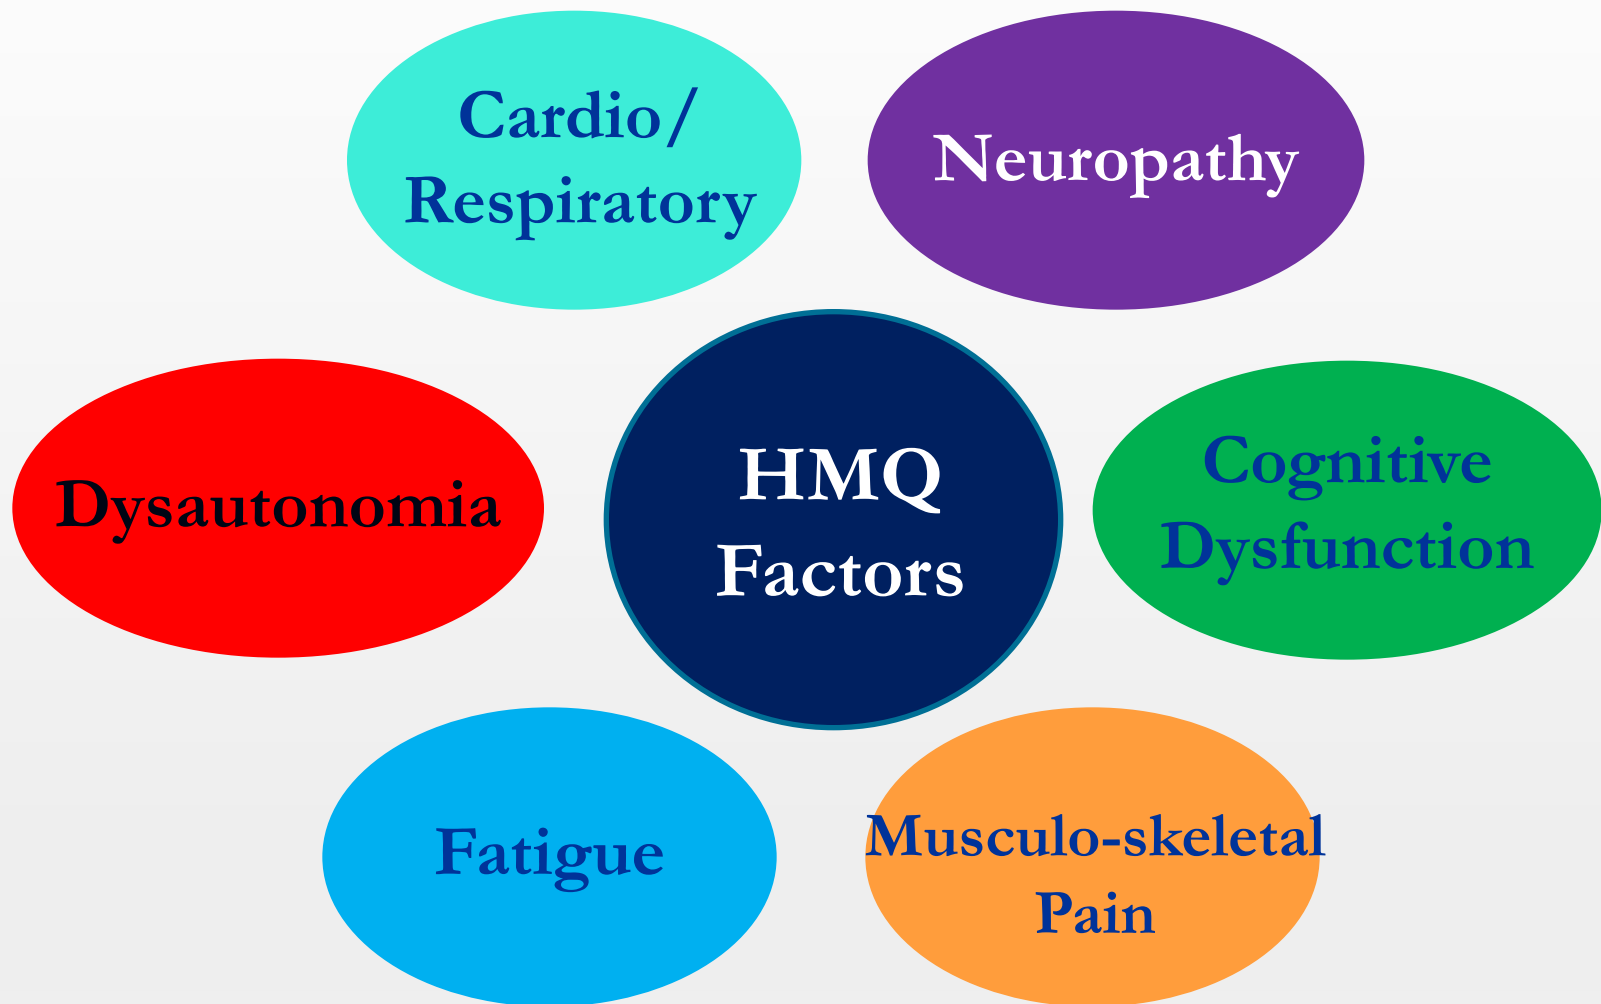 Cardio/
Respiratory
Neuropathy
Dysautonomia
HMQ
Factors
Cognitive
Dysfunction
Fatigue
Musculo-skeletal
Pain